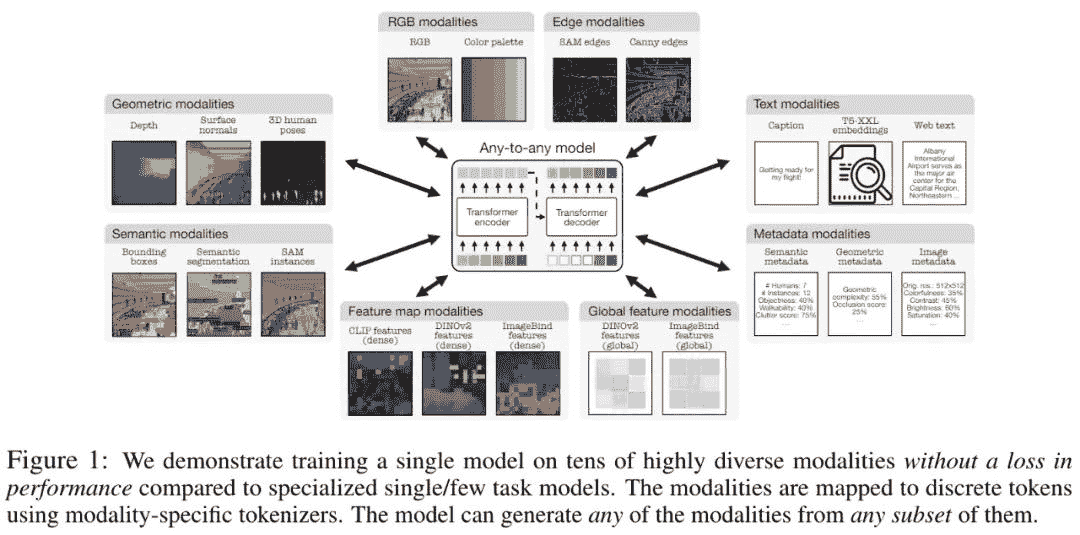 RGB modalities
RGB
Color palette
Edge modalities
SAM edges
Canny edges
Geometric modalities
Depth
Surface
normals
3D human
poses
Text modalities
Caption
T5-XXL
embeddings
Web text
Getting ready for
my flight!
Albany
International
Airport serves as
the major air
center for the
Capital Region,
Northeastern ...
Any-to-any model
Transformer
encoder
Transformer
decoder
Semantic modalities
Bounding
boxes
Semantic
segmentation
SAM
instances
Metadata modalities
Semantic
metadata
Geometric
metadata
Image
metadata
# Humans: 7
# Instances: 12
Objectness: 40%
Walkability: 40%
Clutter score: 75%
...
Geometric
complexity: 55%
Occlusion score:
25%
...
Orig. res.: 512x512
Colorfulness: 35%
Contrast: 45%
Brightness: 60%
Saturation: 40%
...
Feature map modalities
CLIP features
(dense)
DINOv2
features
(dense)
ImageBind
features
(dense)
Global feature modalities
DINOv2
features
(global)
ImageBind
features
(global)
Figure 1: We demonstrate training a single model on tens of highly diverse modalities without a loss in
performance compared to specialized single/few task models. The modalities are mapped to discrete tokens
using modality-specific tokenizers. The model can generate any of the modalities from any subset of them.